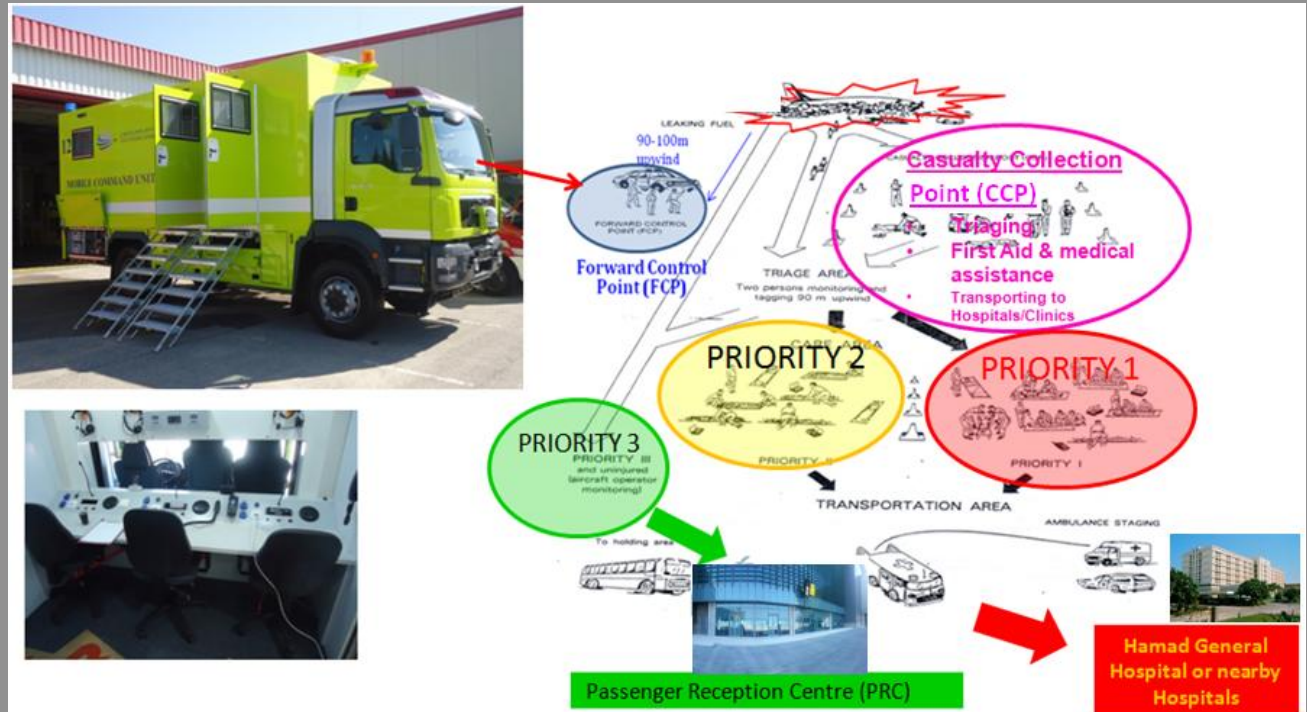 12
MOBILE COMMAND UNIT
LEAKING FUEL
90-100m
upwind
FORWARD CONTROL
POINT (FCP)
Forward Control
Point (FCP)
Casualty Collection
Point (CCP)
• Triaging
• First Aid & medical
assistance
• Transporting to
Hospitals/Clinics
TRIAGE AREA
Two persons monitoring and
tagging 90 m upwind
CARE AREA
PRIORITY 2
PRIORITY 1
PRIORITY 3
PRIORITY III
and uninjured
(aircraft operator
monitoring)
PRIORITY II
PRIORITY I
TRANSPORTATION AREA
To holding area
AMBULANCE STAGING
Passenger Reception Centre (PRC)
Hamad General
Hospital or nearby
Hospitals